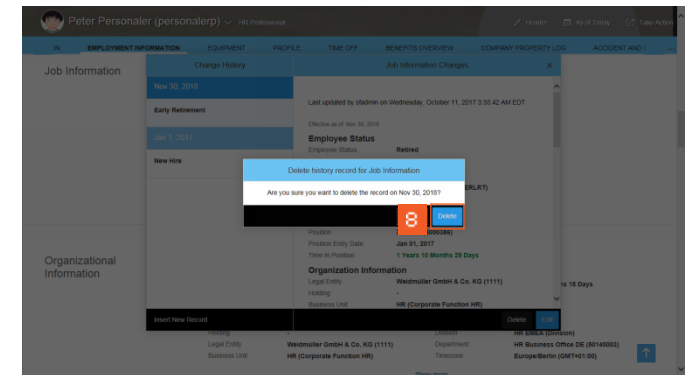 Peter Personaler (personalerp) HR Professional Header As of Today Take Action
IN EMPLOYMENT INFORMATION EQUIPMENT PROFILE TIME OFF BENEFITS OVERVIEW COMPANY PROPERTY LOG ACCIDENT AND ...
Job Information
Change History
Job Information Changes ×
Nov 30, 2018
Early Retirement
Jan 1, 2017
New Hire
Last updated by sfadmin on Wednesday, October 11, 2017 3:35:42 AM EDT
Effective as of Nov 30, 2018
Employee Status
Employee Status Retired
Delete history record for Job Information
Are you sure you want to delete the record on Nov 30, 2018?
ERLRT)
8 Delete
Position 000286)
Position Entry Date Jan 01, 2017
Time in Position 1 Years 10 Months 29 Days
Organizational
Information
Organization Information
Legal Entity Weidmüller GmbH & Co. KG (1111)
Holding -
Business Unit HR (Corporate Function HR)
ns 18 Days
Insert New Record Delete Edit
Holding - Division HR EMEA (Division)
Legal Entity Weidmüller GmbH & Co. KG (1111) Department HR Business Office DE (50140003)
Business Unit HR (Corporate Function HR) Timezone Europe/Berlin (GMT+01:00)
Show more